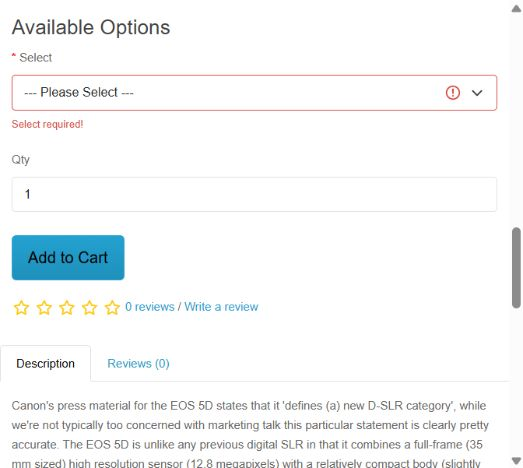 Available Options
* Select
--- Please Select ---
Select required!
Qty
1
Add to Cart
0 reviews / Write a review
Description
Reviews (0)
Canon's press material for the EOS 5D states that it 'defines (a) new D-SLR category', while
we're not typically too concerned with marketing talk this particular statement is clearly pretty
accurate. The EOS 5D is unlike any previous digital SLR in that it combines a full-frame (35
mm sized) high resolution sensor (12.8 megapixels) with a relatively compact body (slightly